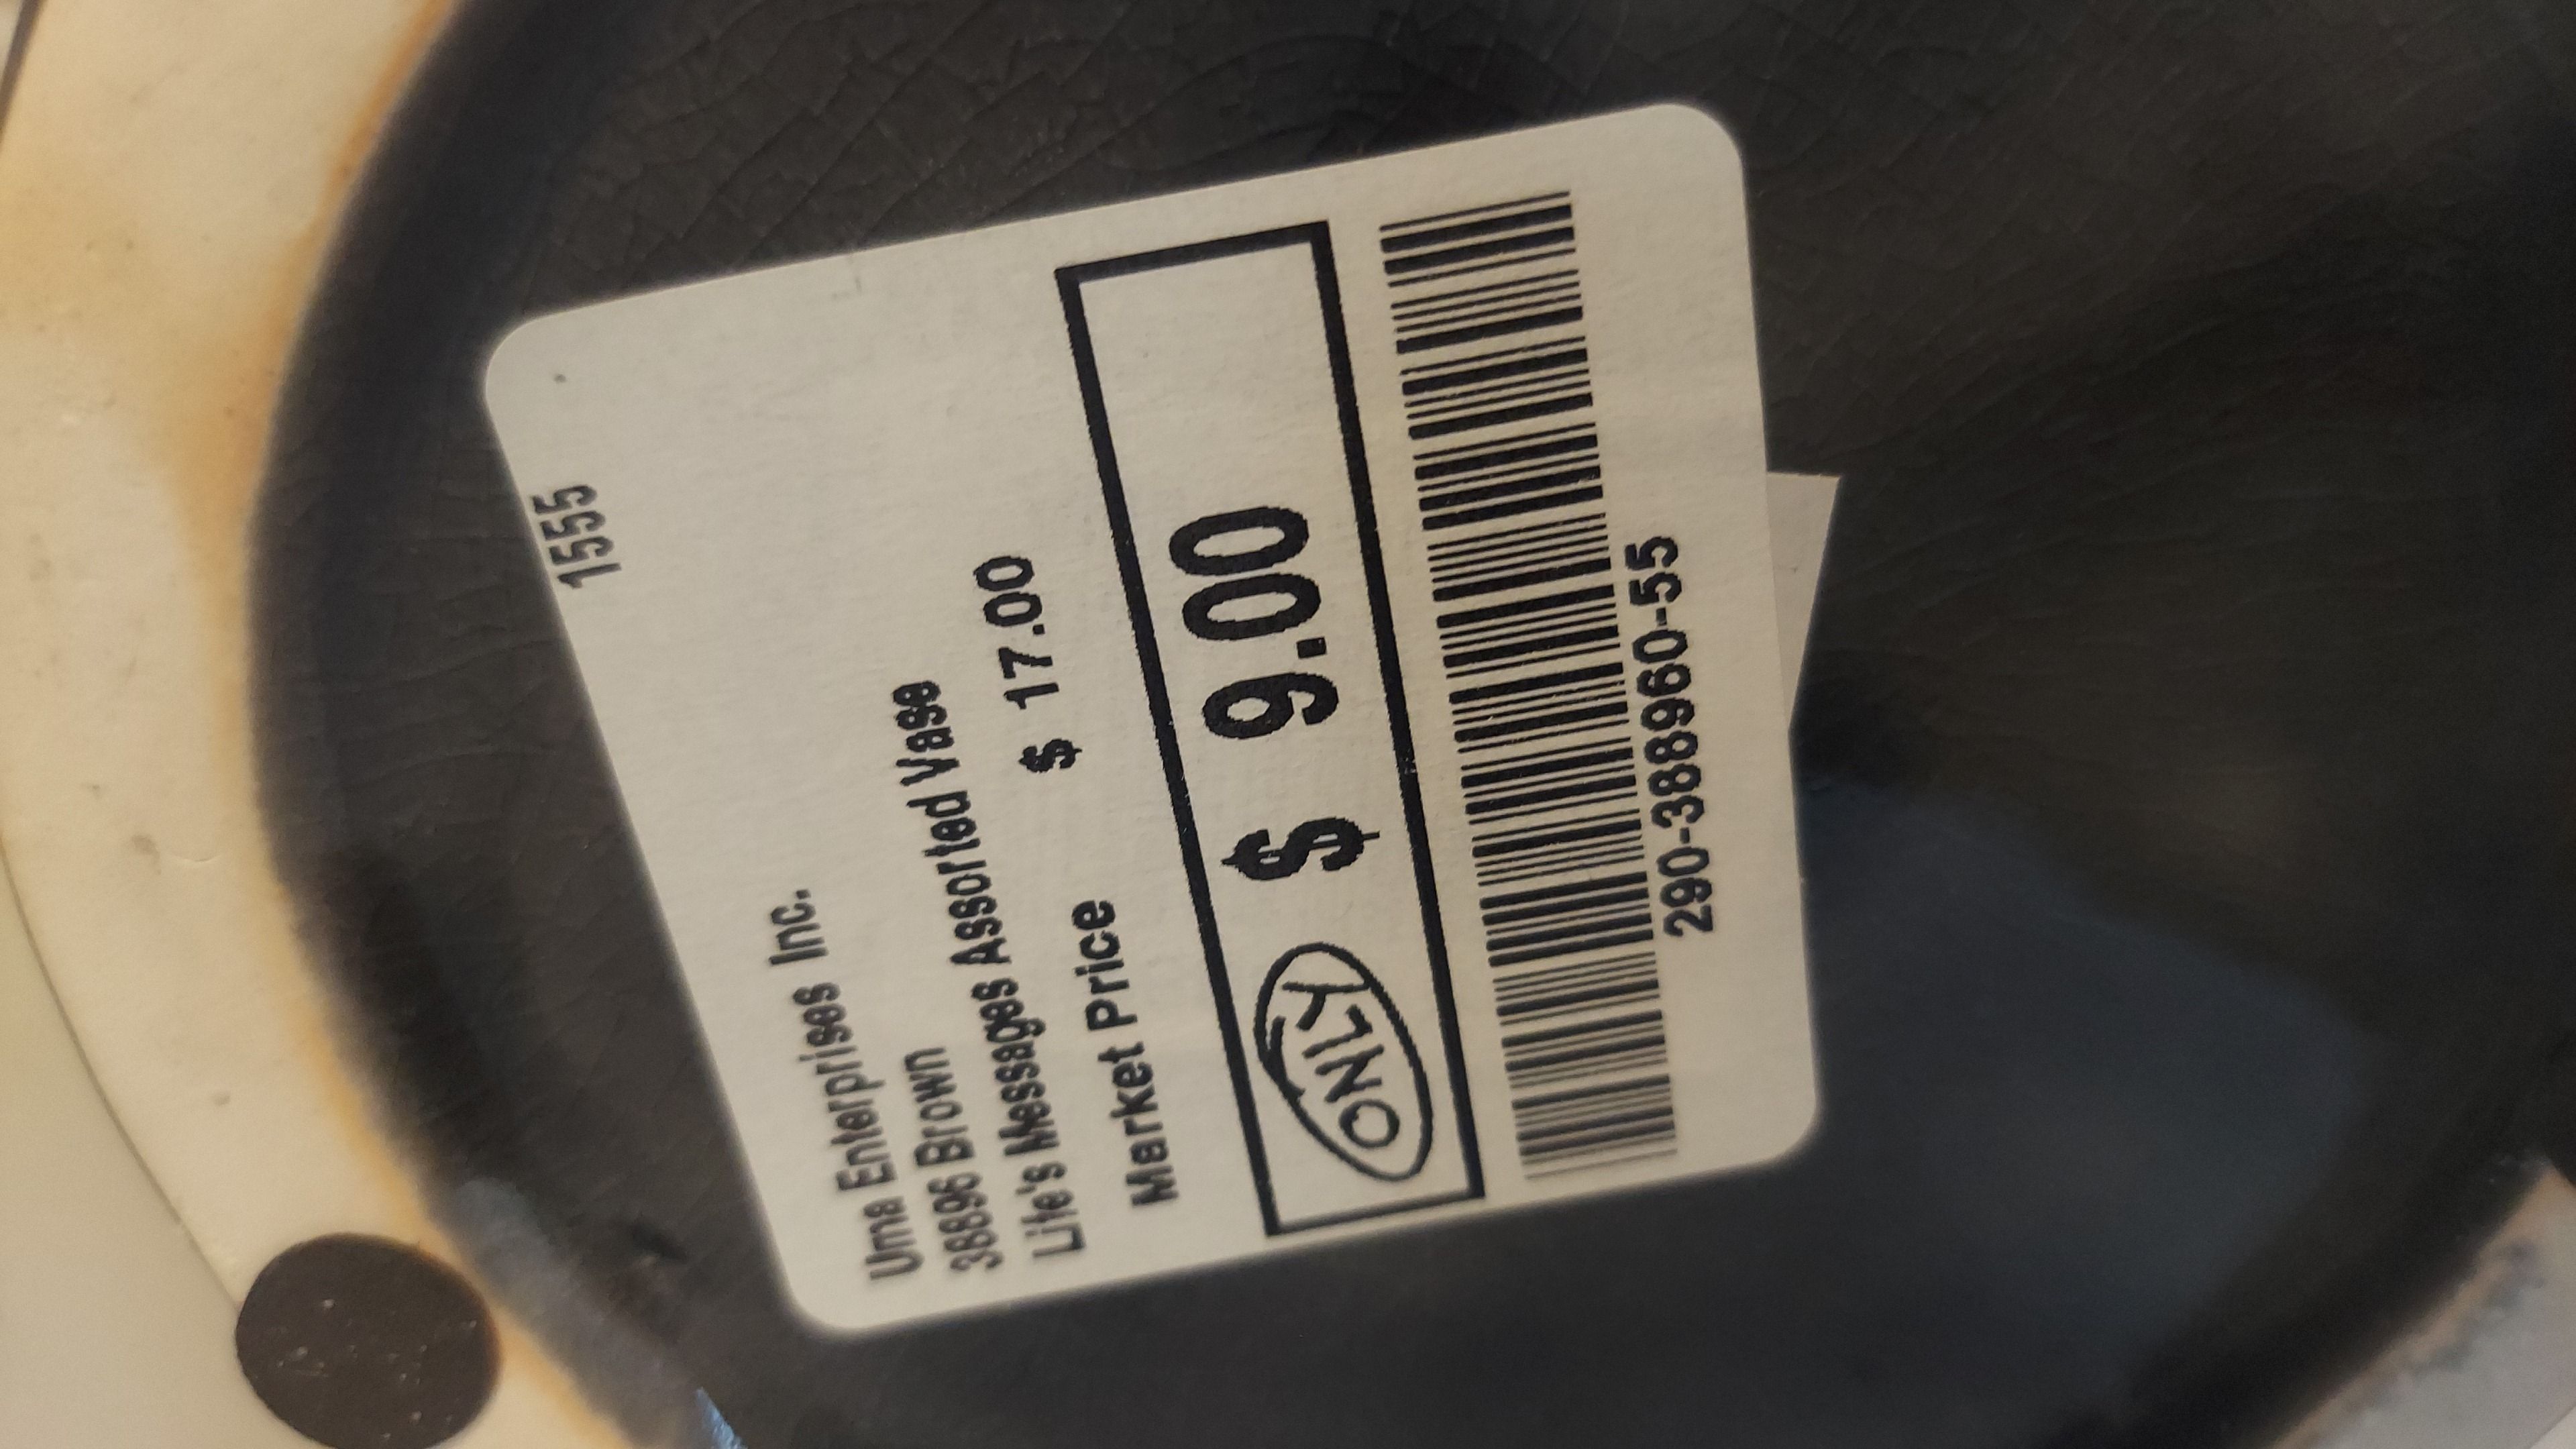 1555
Uma Enterprises Inc.
38896 Brown
Life's Messages Assorted Vase
Market Price $ 17.00
ONLY $ 9.00
290-388960-55